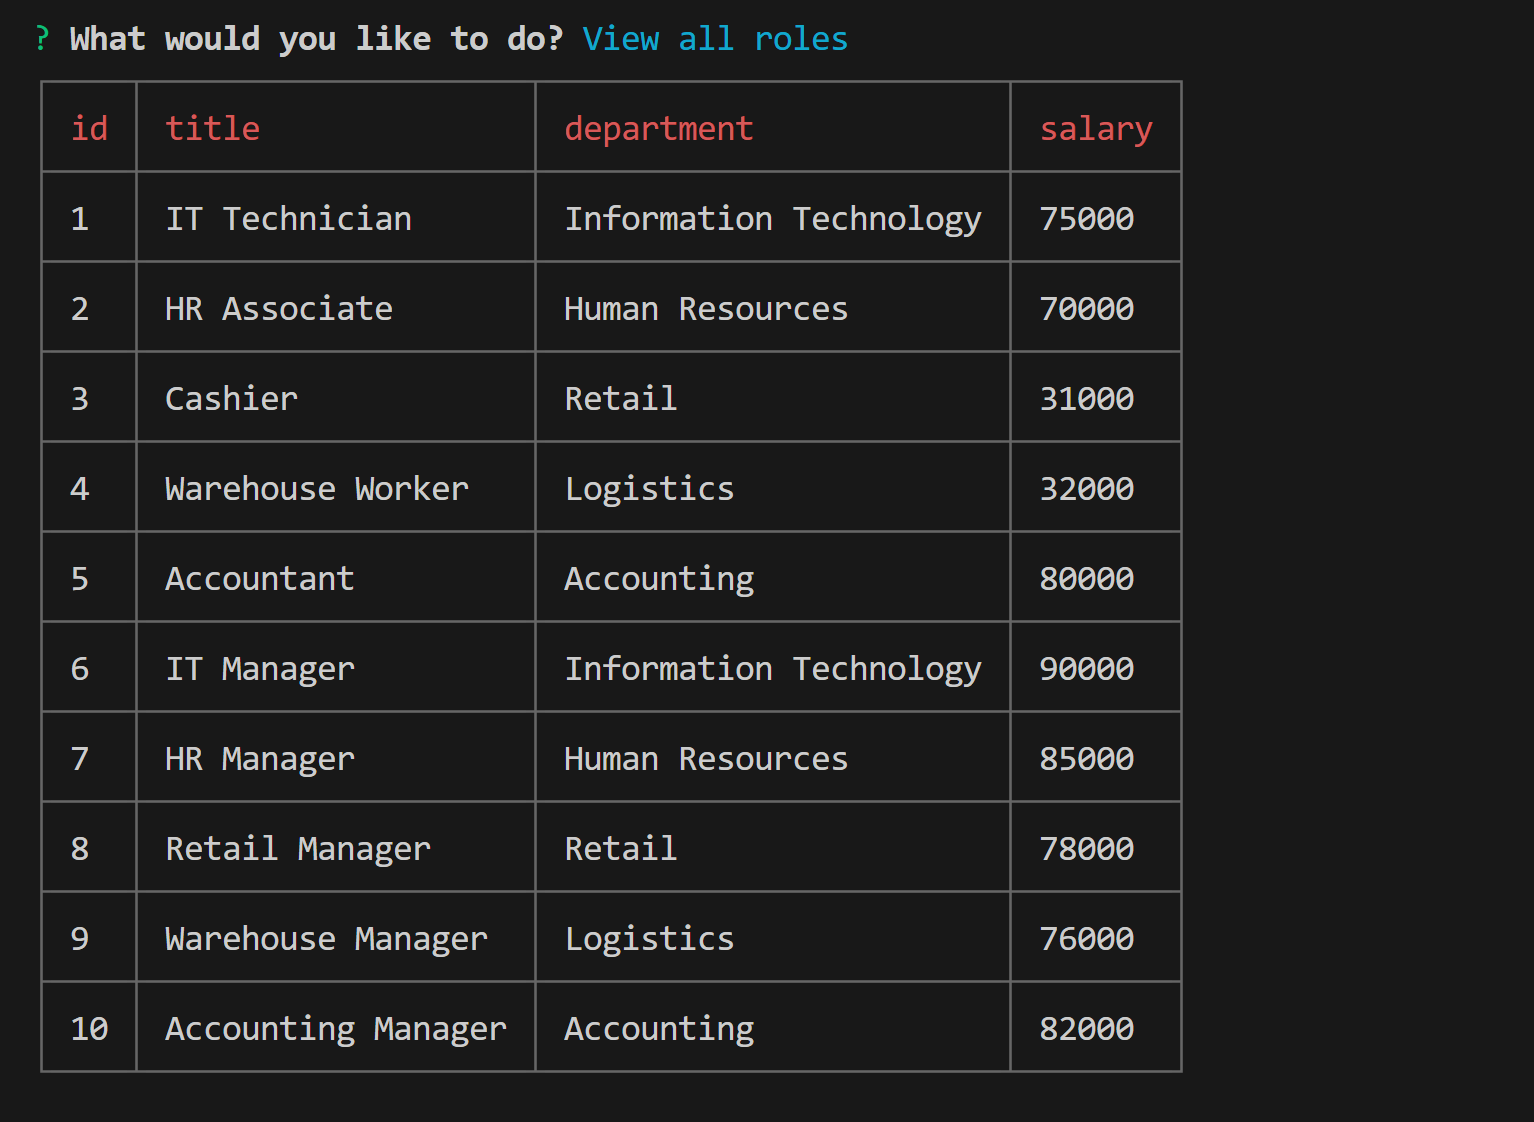 ? What would you like to do? View all roles
id title department salary
1 IT Technician Information Technology 75000
2 HR Associate Human Resources 70000
3 Cashier Retail 31000
4 Warehouse Worker Logistics 32000
5 Accountant Accounting 80000
6 IT Manager Information Technology 90000
7 HR Manager Human Resources 85000
8 Retail Manager Retail 78000
9 Warehouse Manager Logistics 76000
10 Accounting Manager Accounting 82000